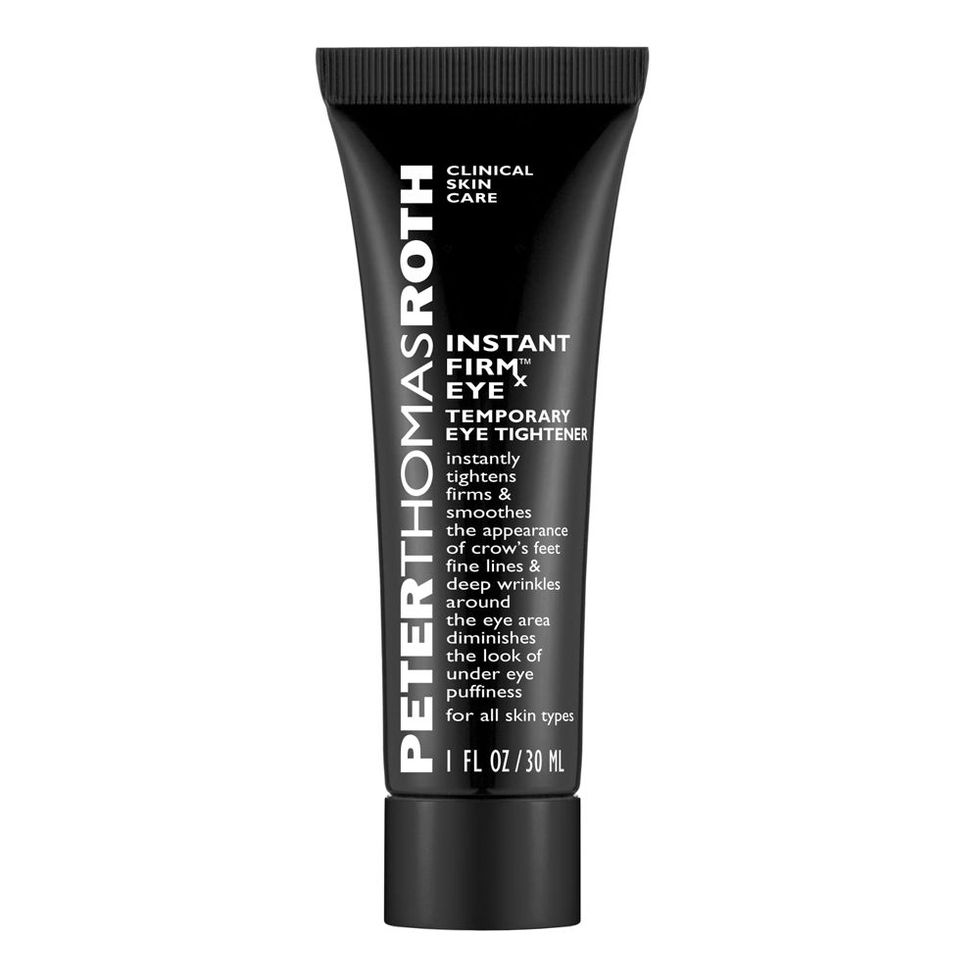 PETERTHOMASROTH
CLINICAL
SKIN
CARE
INSTANT
FIRMx™
EYE
TEMPORARY
EYE TIGHTENER
instantly
tightens
firms &
smoothes
the appearance
of crow's feet
fine lines &
deep wrinkles
around
the eye area
diminishes
the look of
under eye
puffiness
for all skin types
1 FL OZ/30 ML